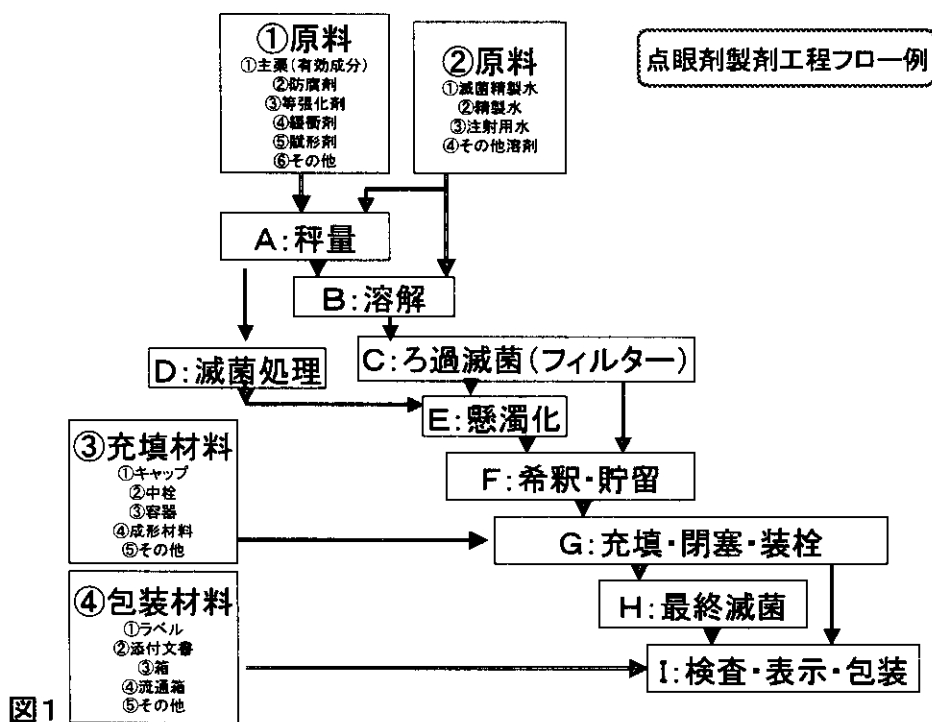 ①原料
①主薬(有効成分)
②防腐剤
③等張化剤
④緩衝剤
⑤賦形剤
⑥その他
②原料
①滅菌精製水
②精製水
③注射用水
④その他溶剤
点眼剤製剤工程フロー例
A:秤量
B:溶解
C:ろ過滅菌(フィルター)
D:滅菌処理
E:懸濁化
F:希釈・貯留
③充填材料
①キャップ
②中栓
③容器
④成形材料
⑤その他
G:充填・閉塞・装栓
H:最終滅菌
④包装材料
①ラベル
②添付文書
③箱
④流通箱
⑤その他
I:検査・表示・包装
図1